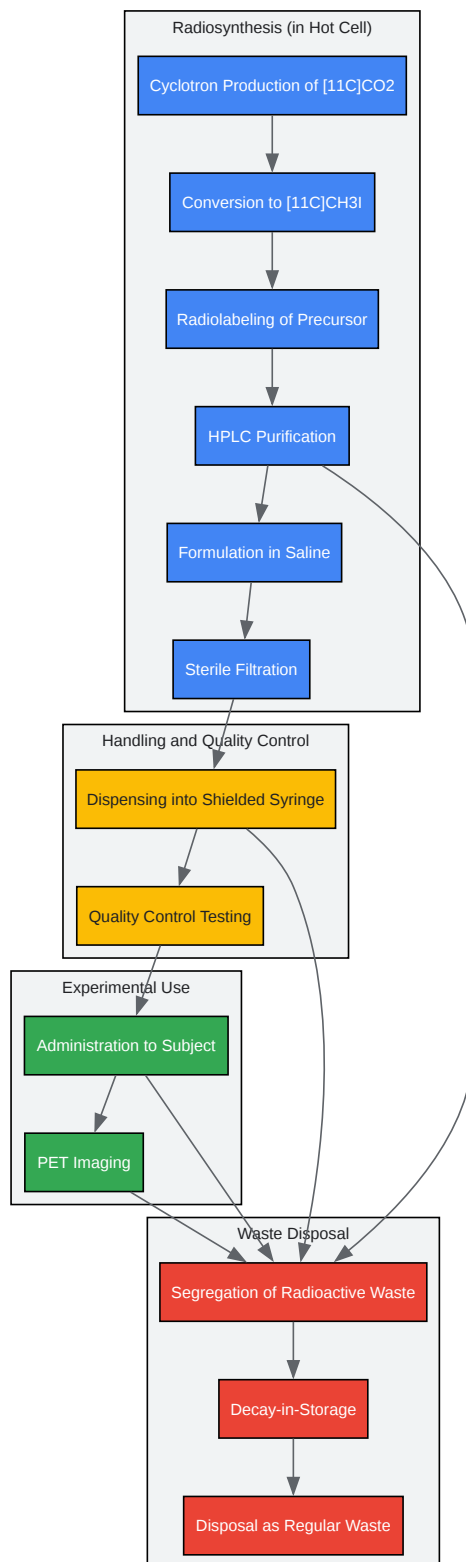 Radiosynthesis (in Hot Cell)
Cyclotron Production of [11C]CO2
Conversion to [11C]CH3I
Radiolabeling of Precursor
HPLC Purification
Formulation in Saline
Sterile Filtration
Handling and Quality Control
Dispensing into Shielded Syringe
Quality Control Testing
Experimental Use
Administration to Subject
PET Imaging
Waste Disposal
Segregation of Radioactive Waste
Decay-in-Storage
Disposal as Regular Waste